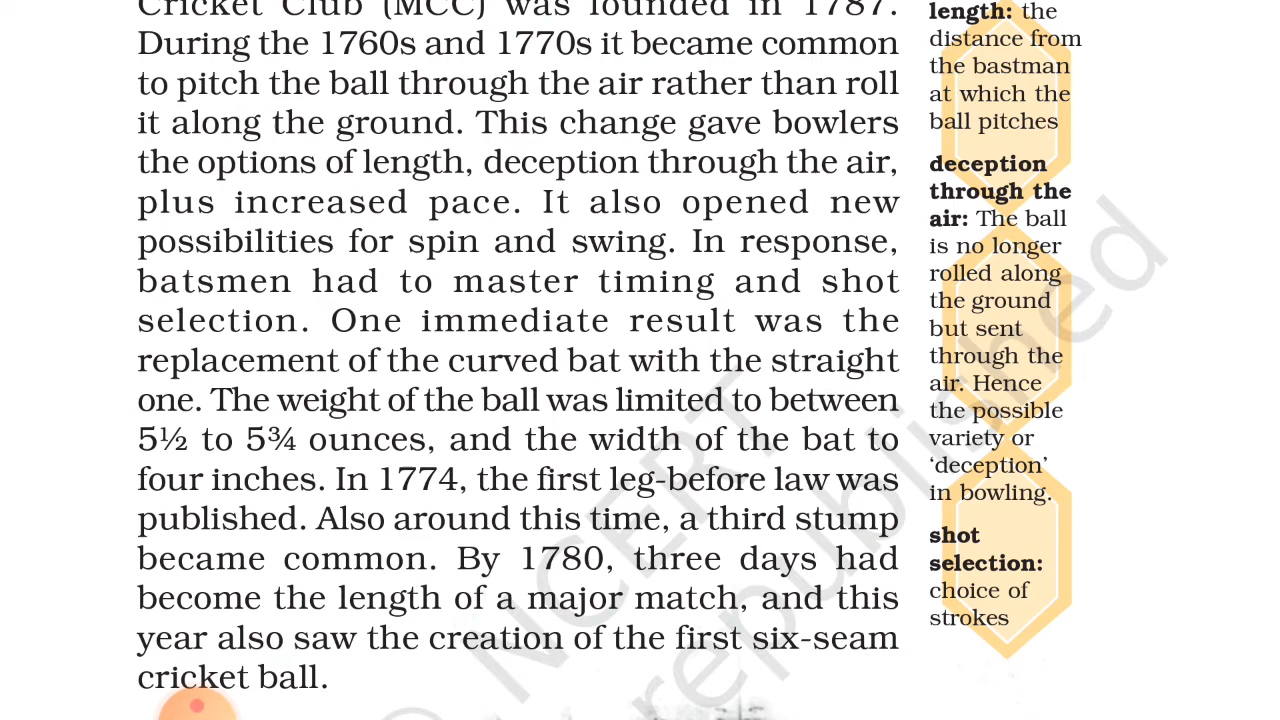 Cricket Club (MCC) was founded in 1787.
During the 1760s and 1770s it became common
to pitch the ball through the air rather than roll
it along the ground. This change gave bowlers
the options of length, deception through the air,
plus increased pace. It also opened new
possibilities for spin and swing. In response,
batsmen had to master timing and shot
selection. One immediate result was the
replacement of the curved bat with the straight
one. The weight of the ball was limited to between
5½ to 5¾ ounces, and the width of the bat to
four inches. In 1774, the first leg-before law was
published. Also around this time, a third stump
became common. By 1780, three days had
become the length of a major match, and this
year also saw the creation of the first six-seam
cricket ball.
length: the
distance from
the bastman
at which the
ball pitches
deception
through the
air: The ball
is no longer
rolled along
the ground
but sent
through the
air. Hence
the possible
variety or
‘deception’
in bowling.
shot
selection:
choice of
strokes
© NCERT
republished